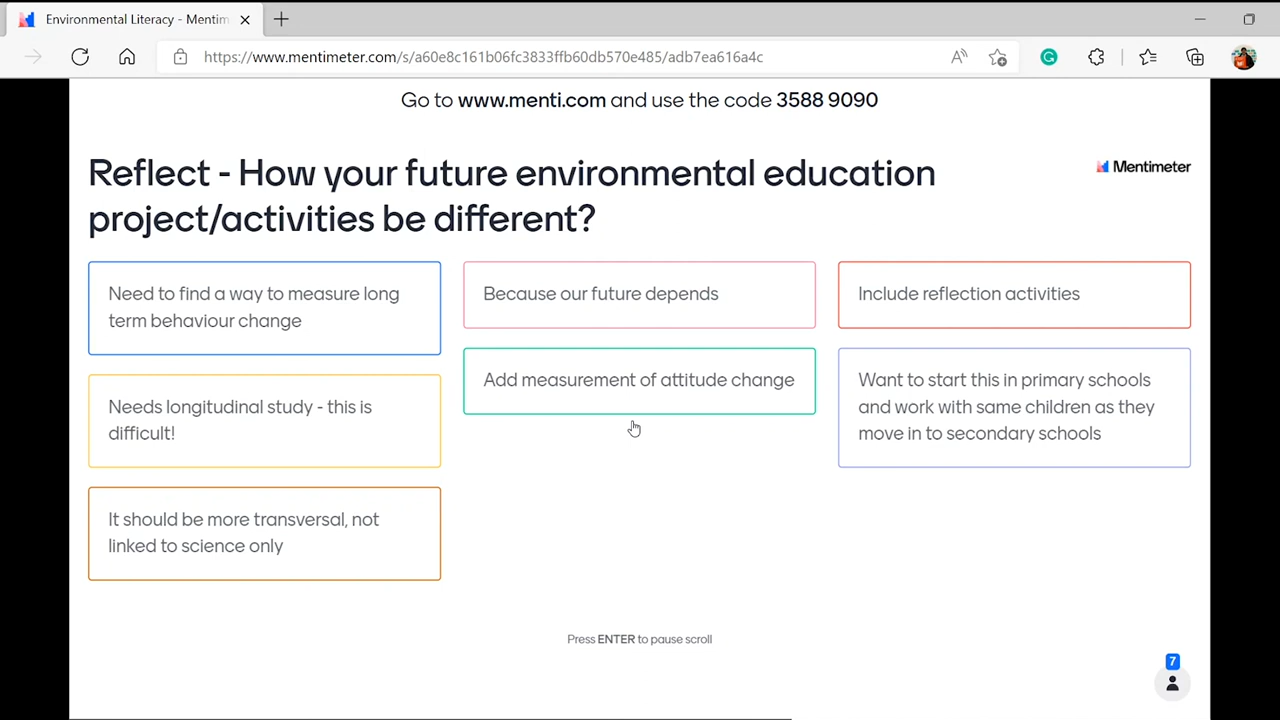 Environmental Literacy - Mentim
https://www.mentimeter.com/s/a60e8c161b06fc3833ffb60db570e485/adb7ea616a4c
Go to www.menti.com and use the code 3588 9090
Reflect - How your future environmental education
project/activities be different?
Mentimeter
Need to find a way to measure long
term behaviour change
Because our future depends
Include reflection activities
Add measurement of attitude change
Want to start this in primary schools
and work with same children as they
move in to secondary schools
Needs longitudinal study - this is
difficult!
It should be more transversal, not
linked to science only
Press ENTER to pause scroll
7